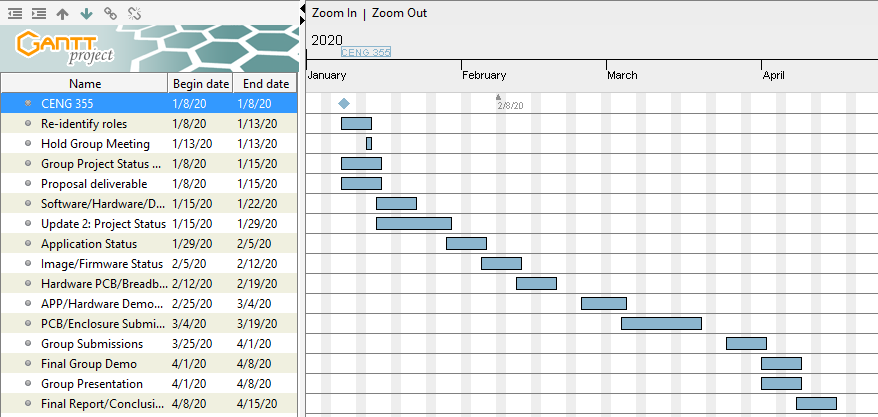 Zoom In | Zoom Out
GANTT
project
2020
CENG 355
January February March April
Name Begin date End date
CENG 355 1/8/20 1/8/20
2/8/20
Re-identify roles 1/8/20 1/13/20
Hold Group Meeting 1/13/20 1/13/20
Group Project Status ... 1/8/20 1/15/20
Proposal deliverable 1/8/20 1/15/20
Software/Hardware/D... 1/15/20 1/22/20
Update 2: Project Status 1/15/20 1/29/20
Application Status 1/29/20 2/5/20
Image/Firmware Status 2/5/20 2/12/20
Hardware PCB/Breadb... 2/12/20 2/19/20
APP/Hardware Demo... 2/25/20 3/4/20
PCB/Enclosure Submi... 3/4/20 3/19/20
Group Submissions 3/25/20 4/1/20
Final Group Demo 4/1/20 4/8/20
Group Presentation 4/1/20 4/8/20
Final Report/Conclusi... 4/8/20 4/15/20